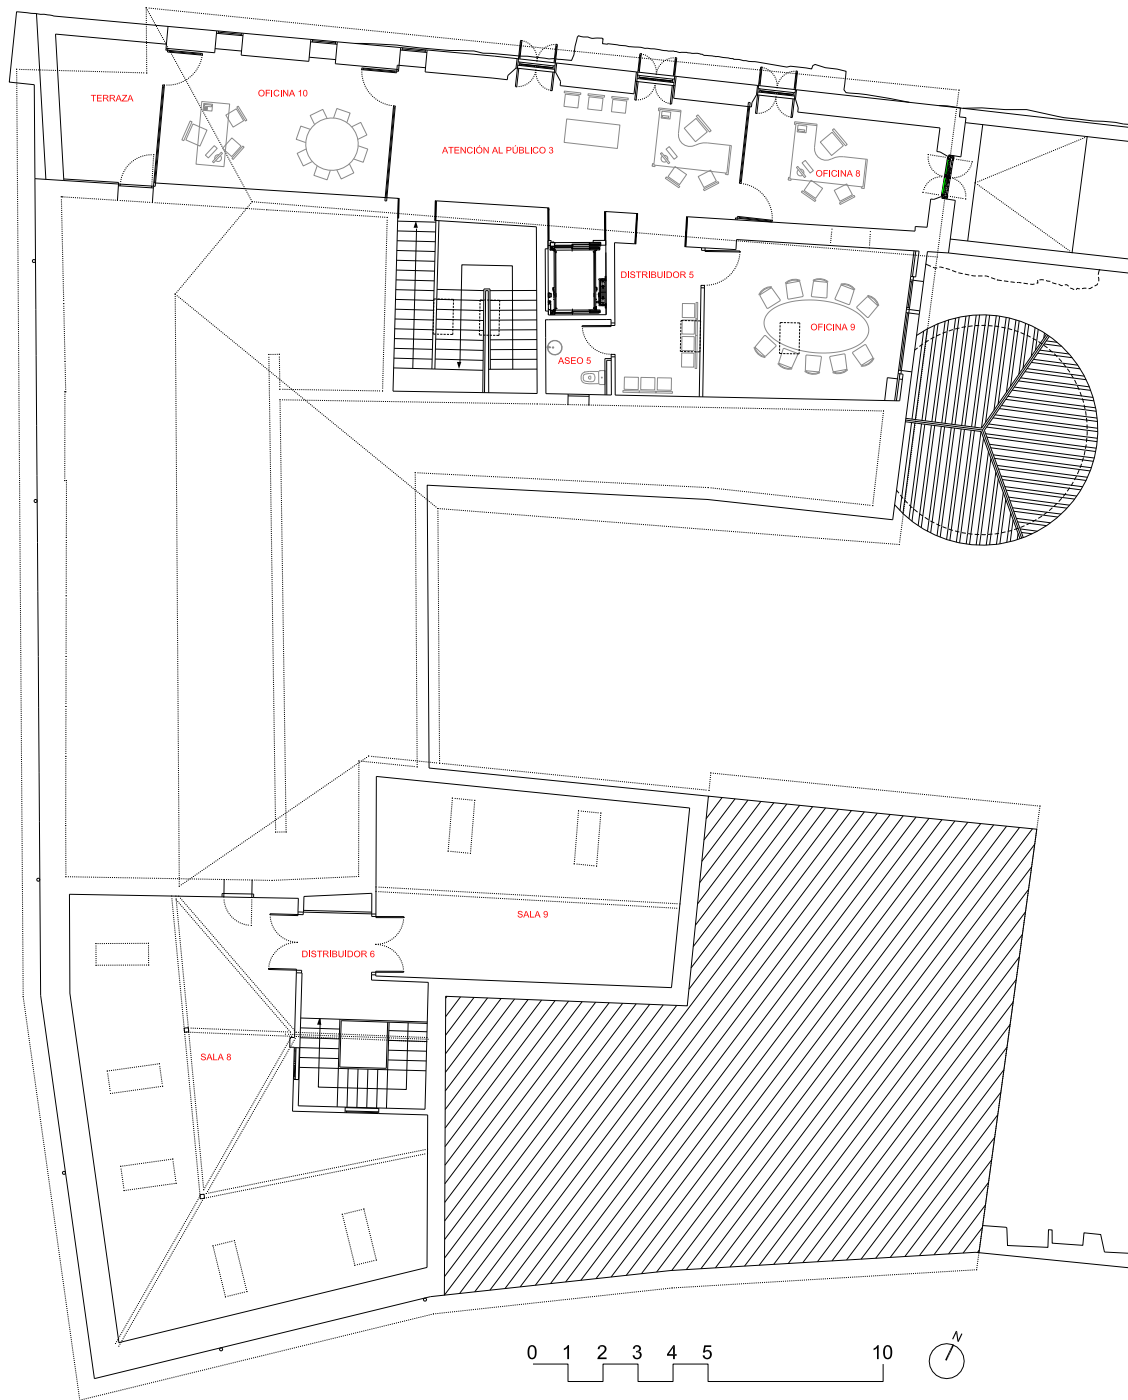 TERRAZA
OFICINA 10
ATENCIÓN AL PÚBLICO 3
OFICINA 8
DISTRIBUIDOR 5
OFICINA 9
ASEO 5
SALA 9
DISTRIBUIDOR 6
SALA 8
0 1 2 3 4 5 10
N